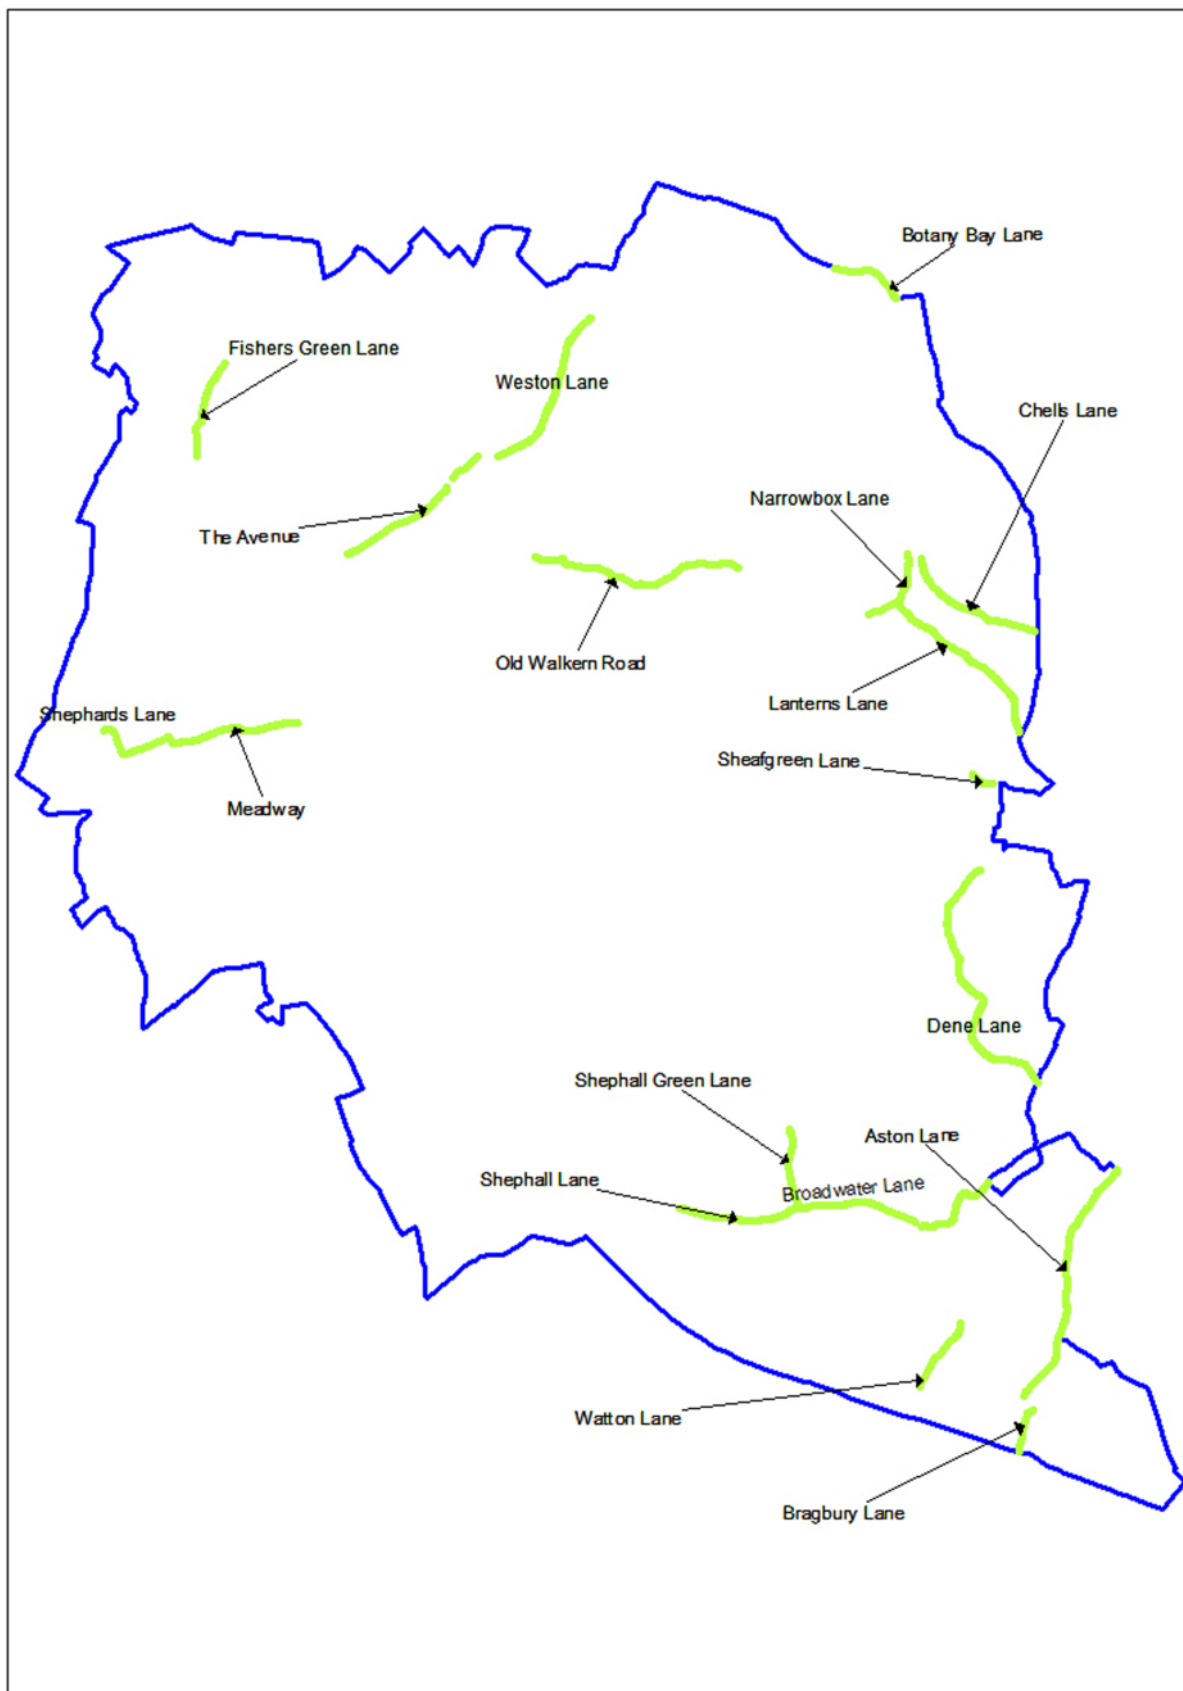 Botany Bay Lane
Fishers Green Lane
Weston Lane
Chells Lane
Narrowbox Lane
The Avenue
Old Walkern Road
Lanterns Lane
Shephards Lane
Sheafgreen Lane
Meadway
Dene Lane
Shephall Green Lane
Aston Lane
Shephall Lane
Broadwater Lane
Watton Lane
Bragbury Lane